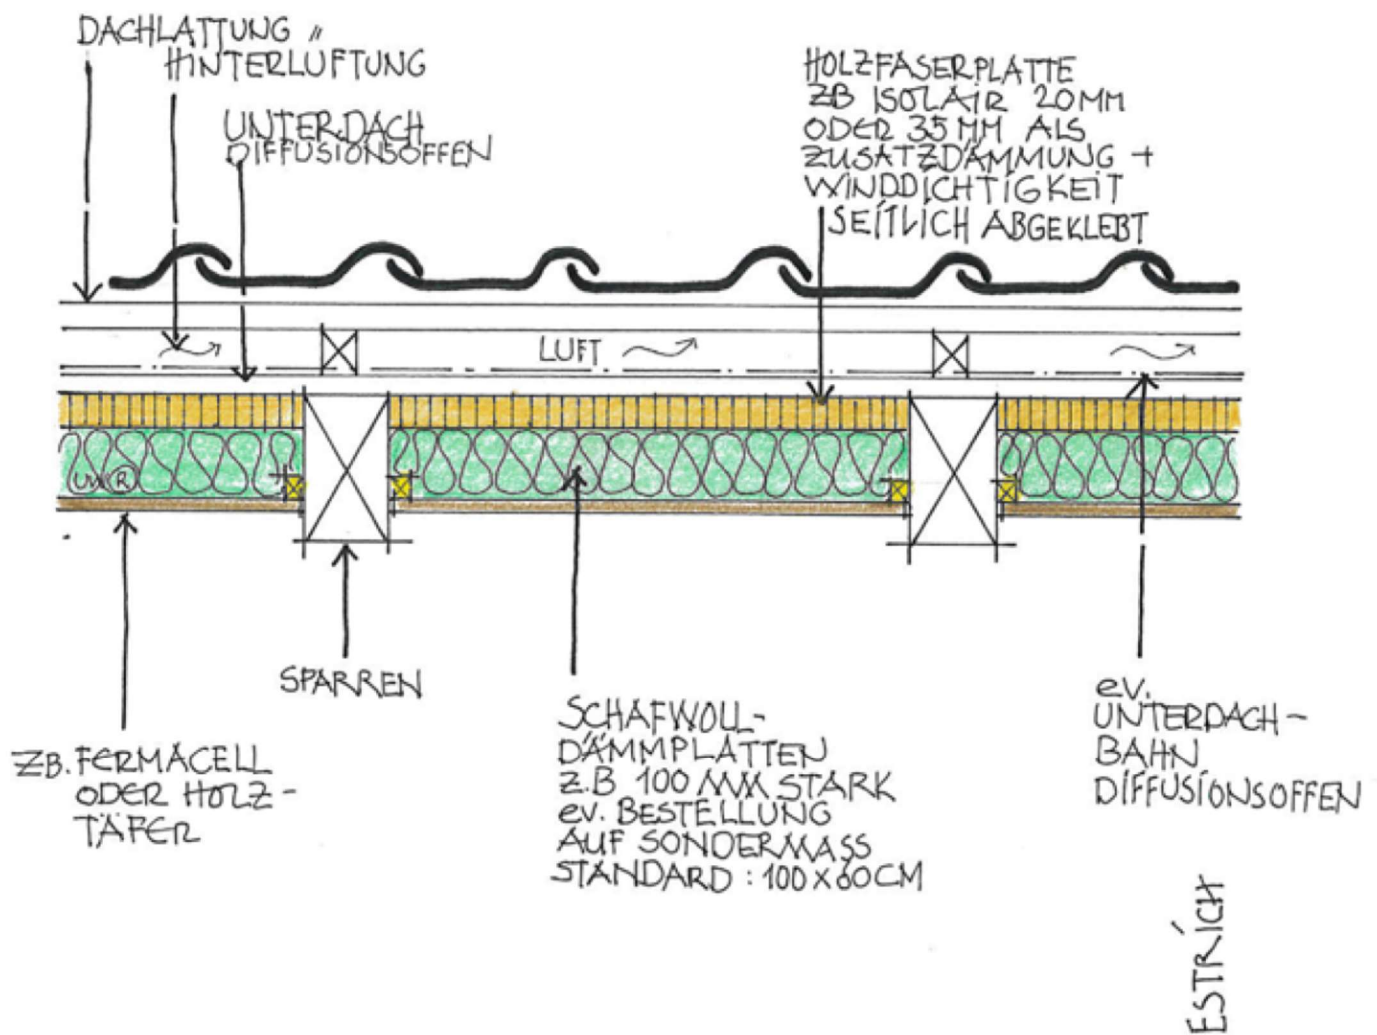 DACHLATTUNG "
HINTERLÜFTUNG
UNTERDACH
DIFFUSIONSOFFEN
HOLZFASERPLATTE
ZB ISOLAIR 20MM
ODER 35 MM ALS
ZUSATZDÄMMUNG +
WINDDICHTIGKEIT
SEITLICH ABGEKLEBT
LUFT
SPARREN
ZB. FERMACELL
ODER HOLZ-
TÄFER
SCHAFWOLL-
DÄMMPLATTEN
Z.B 100 MM STARK
ev. BESTELLUNG
AUF SONDERMASS
STANDARD : 100 X 60 CM
ev.
UNTERDACH-
BAHN
DIFFUSIONSOFFEN
ESTRICH